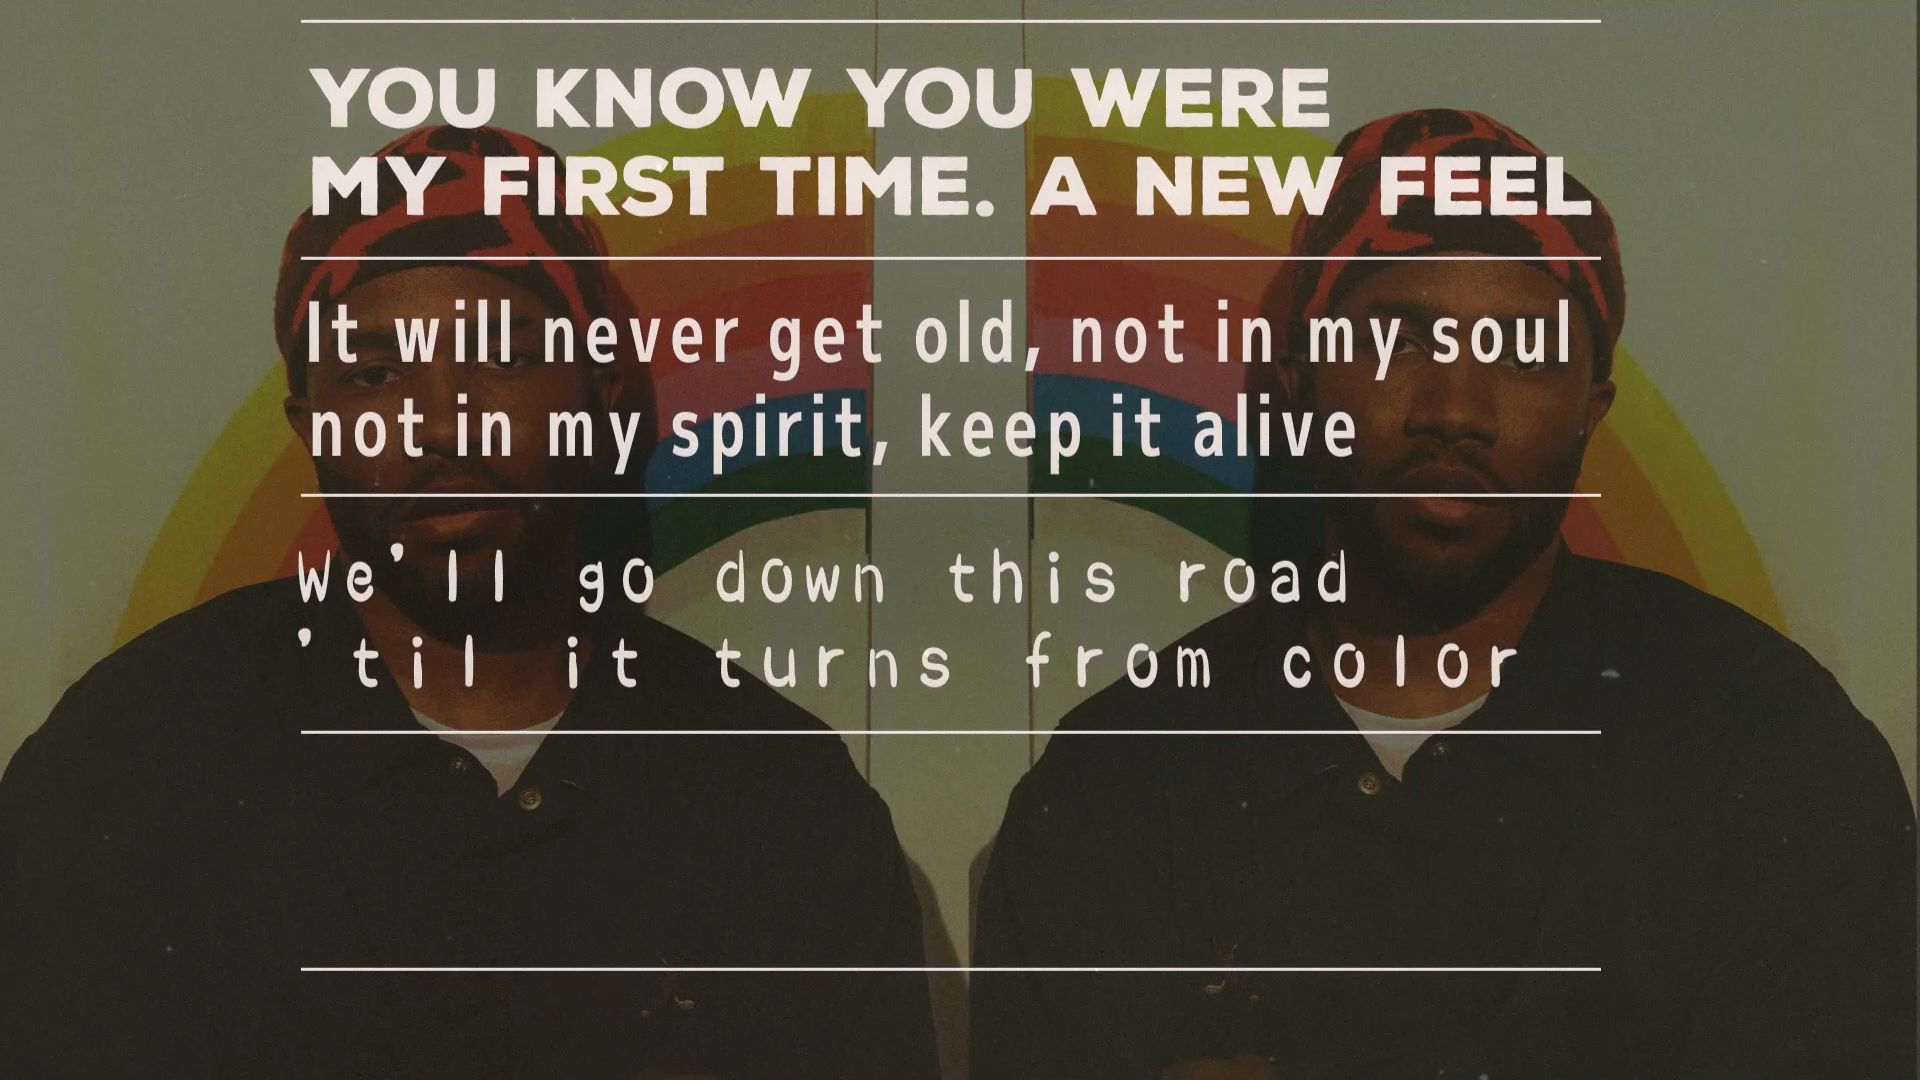 YOU KNOW YOU WERE
MY FIRST TIME. A NEW FEEL
It will never get old, not in my soul
not in my spirit, keep it alive
We’ll go down this road
’til it turns from color